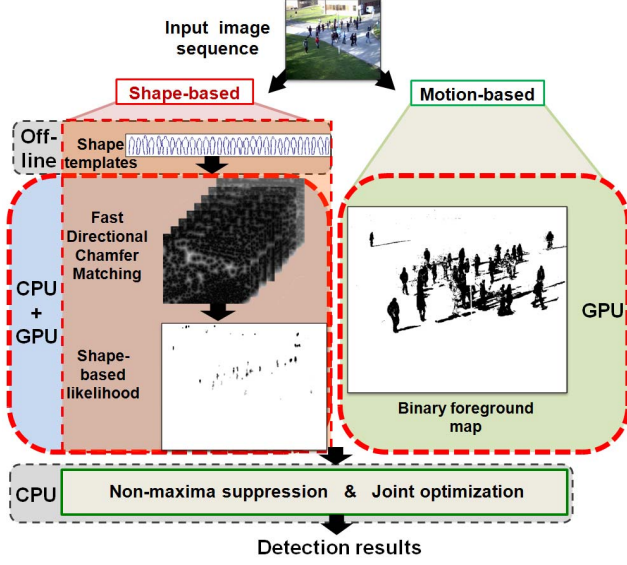 Input image
sequence
Shape-based
Motion-based
Off-
line
Shape
templates
Fast
Directional
Chamfer
Matching
CPU
+
GPU
Shape-
based
likelihood
GPU
Binary foreground
map
CPU
Non-maxima suppression & Joint optimization
Detection results